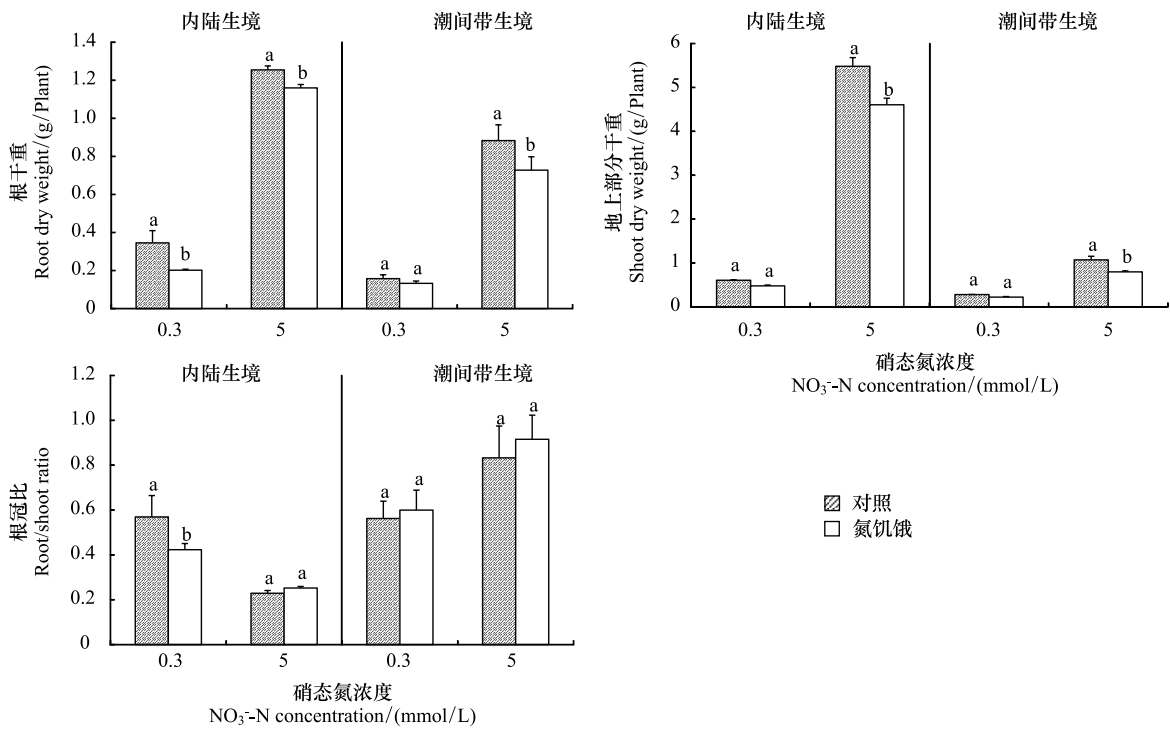 内陆生境 潮间带生境
根干重
Root dry weight/(g/Plant)
1.4
1.2
1.0
0.8
0.6
0.4
0.2
0
a b a b a a a b
0.3 5 0.3 5
内陆生境 潮间带生境
地上部分干重
Shoot dry weight/(g/Plant)
6
5
4
3
2
1
0
a a a b a a a b
0.3 5 0.3 5
硝态氮浓度
NO₃⁻-N concentration/(mmol/L)
内陆生境 潮间带生境
根冠比
Root/shoot ratio
1.2
1.0
0.8
0.6
0.4
0.2
0
a b a a a a a a
0.3 5 0.3 5
硝态氮浓度
NO₃⁻-N concentration/(mmol/L)
对照
氮饥饿